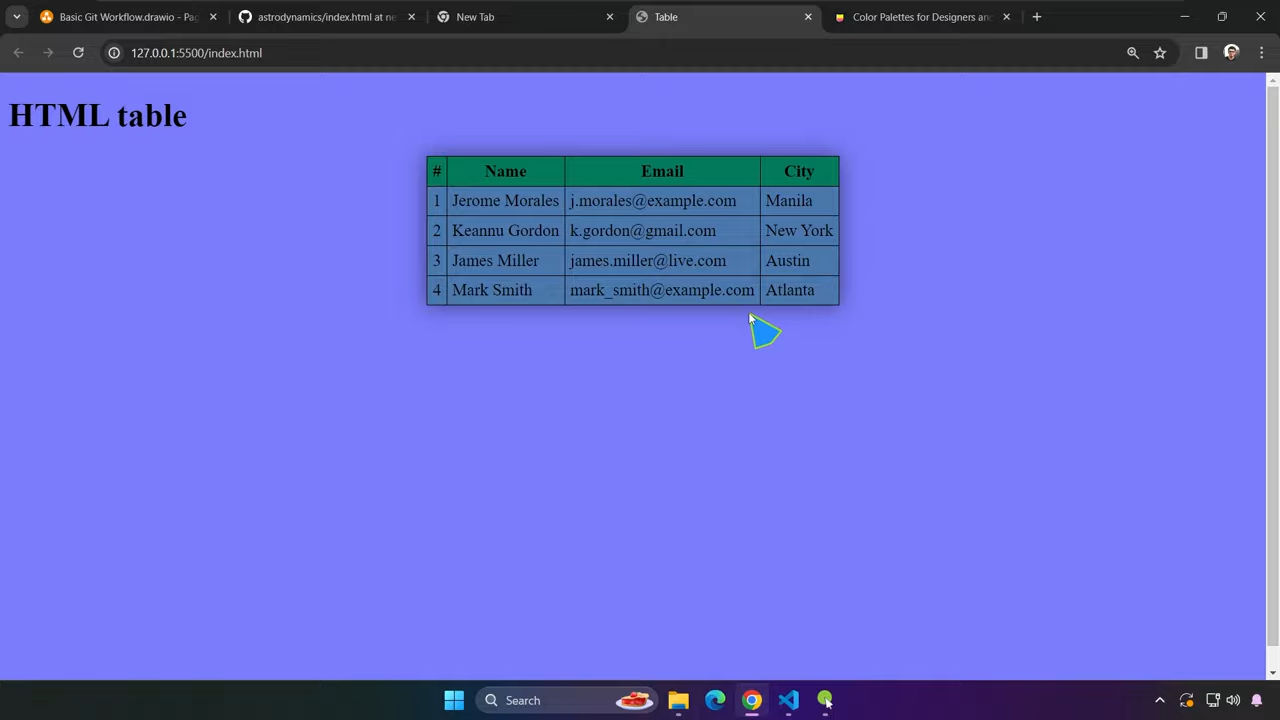 Basic Git Workflow.drawio - Pag
astrodynamics/index.html at ne
New Tab
Table
Color Palettes for Designers and
127.0.0.1:5500/index.html
HTML table
# Name Email City
1 Jerome Morales j.morales@example.com Manila
2 Keannu Gordon k.gordon@gmail.com New York
3 James Miller james.miller@live.com Austin
4 Mark Smith mark_smith@example.com Atlanta
Search